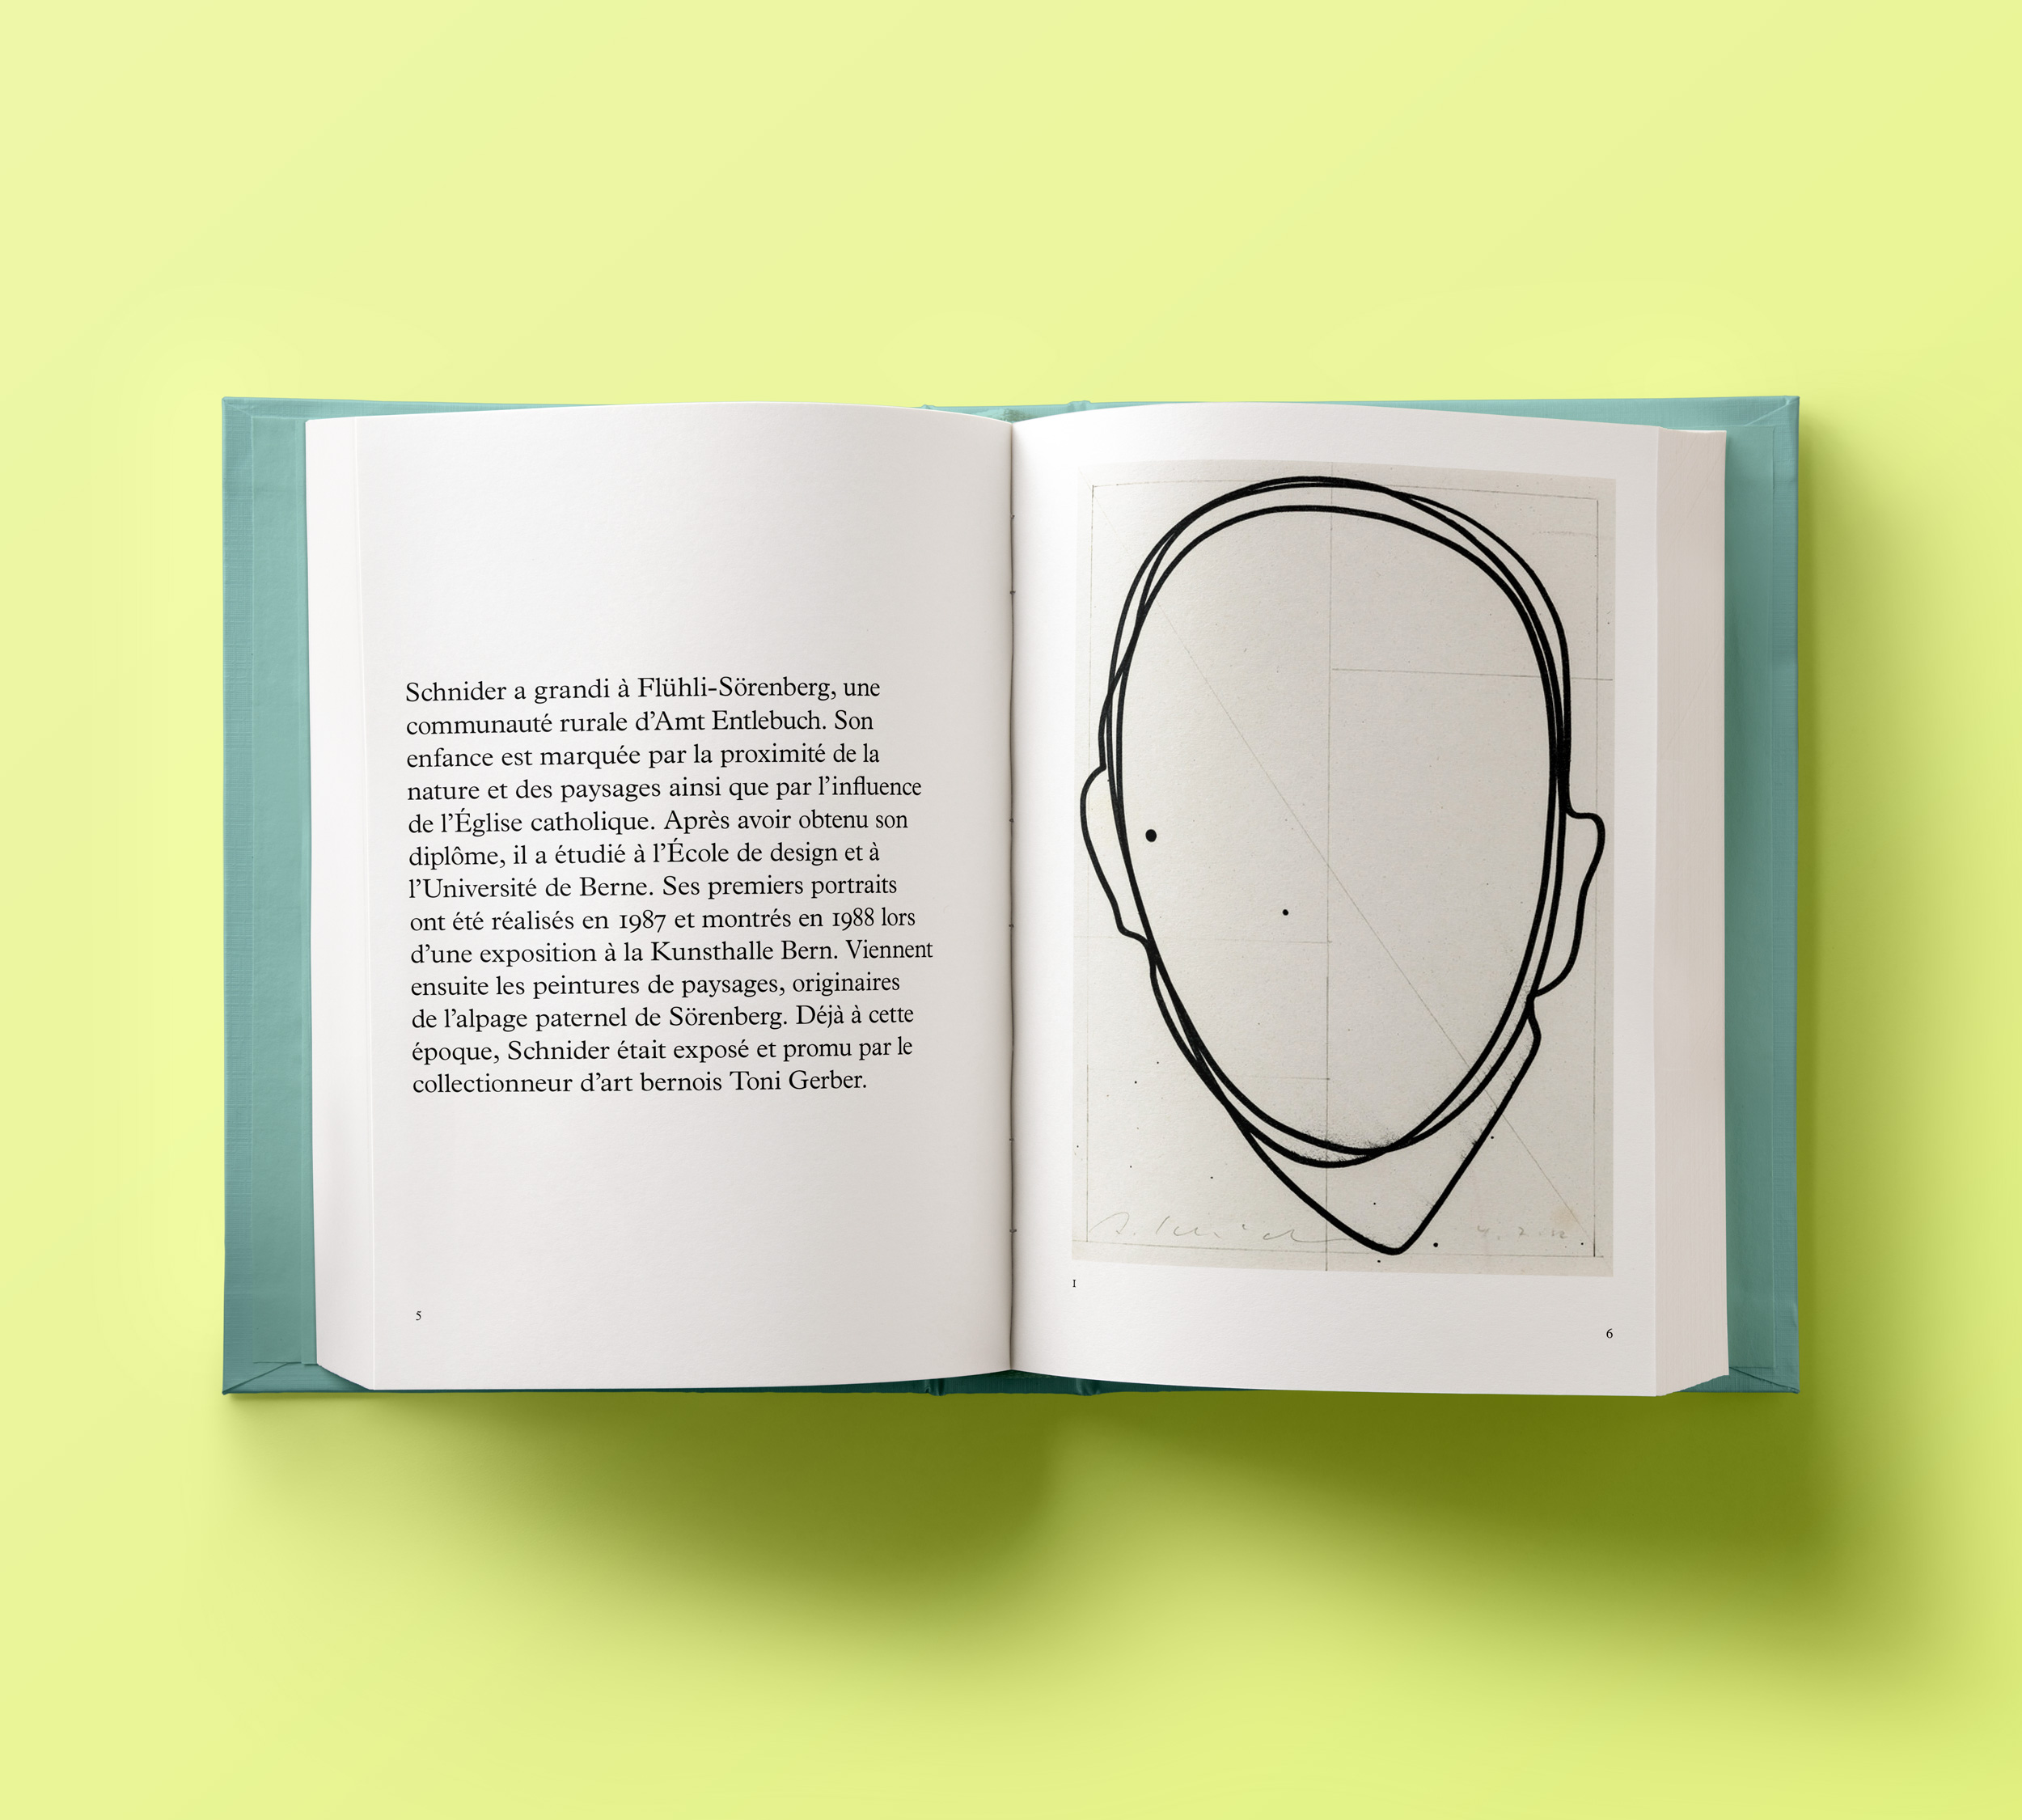 Schnider a grandi à Flühli-Sörenberg, une
communauté rurale d’Amt Entlebuch. Son
enfance est marquée par la proximité de la
nature et des paysages ainsi que par l’influence
de l’Église catholique. Après avoir obtenu son
diplôme, il a étudié à l’École de design et à
l’Université de Berne. Ses premiers portraits
ont été réalisés en 1987 et montrés en 1988 lors
d’une exposition à la Kunsthalle Bern. Viennent
ensuite les peintures de paysages, originaires
de l’alpage paternel de Sörenberg. Déjà à cette
époque, Schnider était exposé et promu par le
collectionneur d’art bernois Toni Gerber.
5
1
6